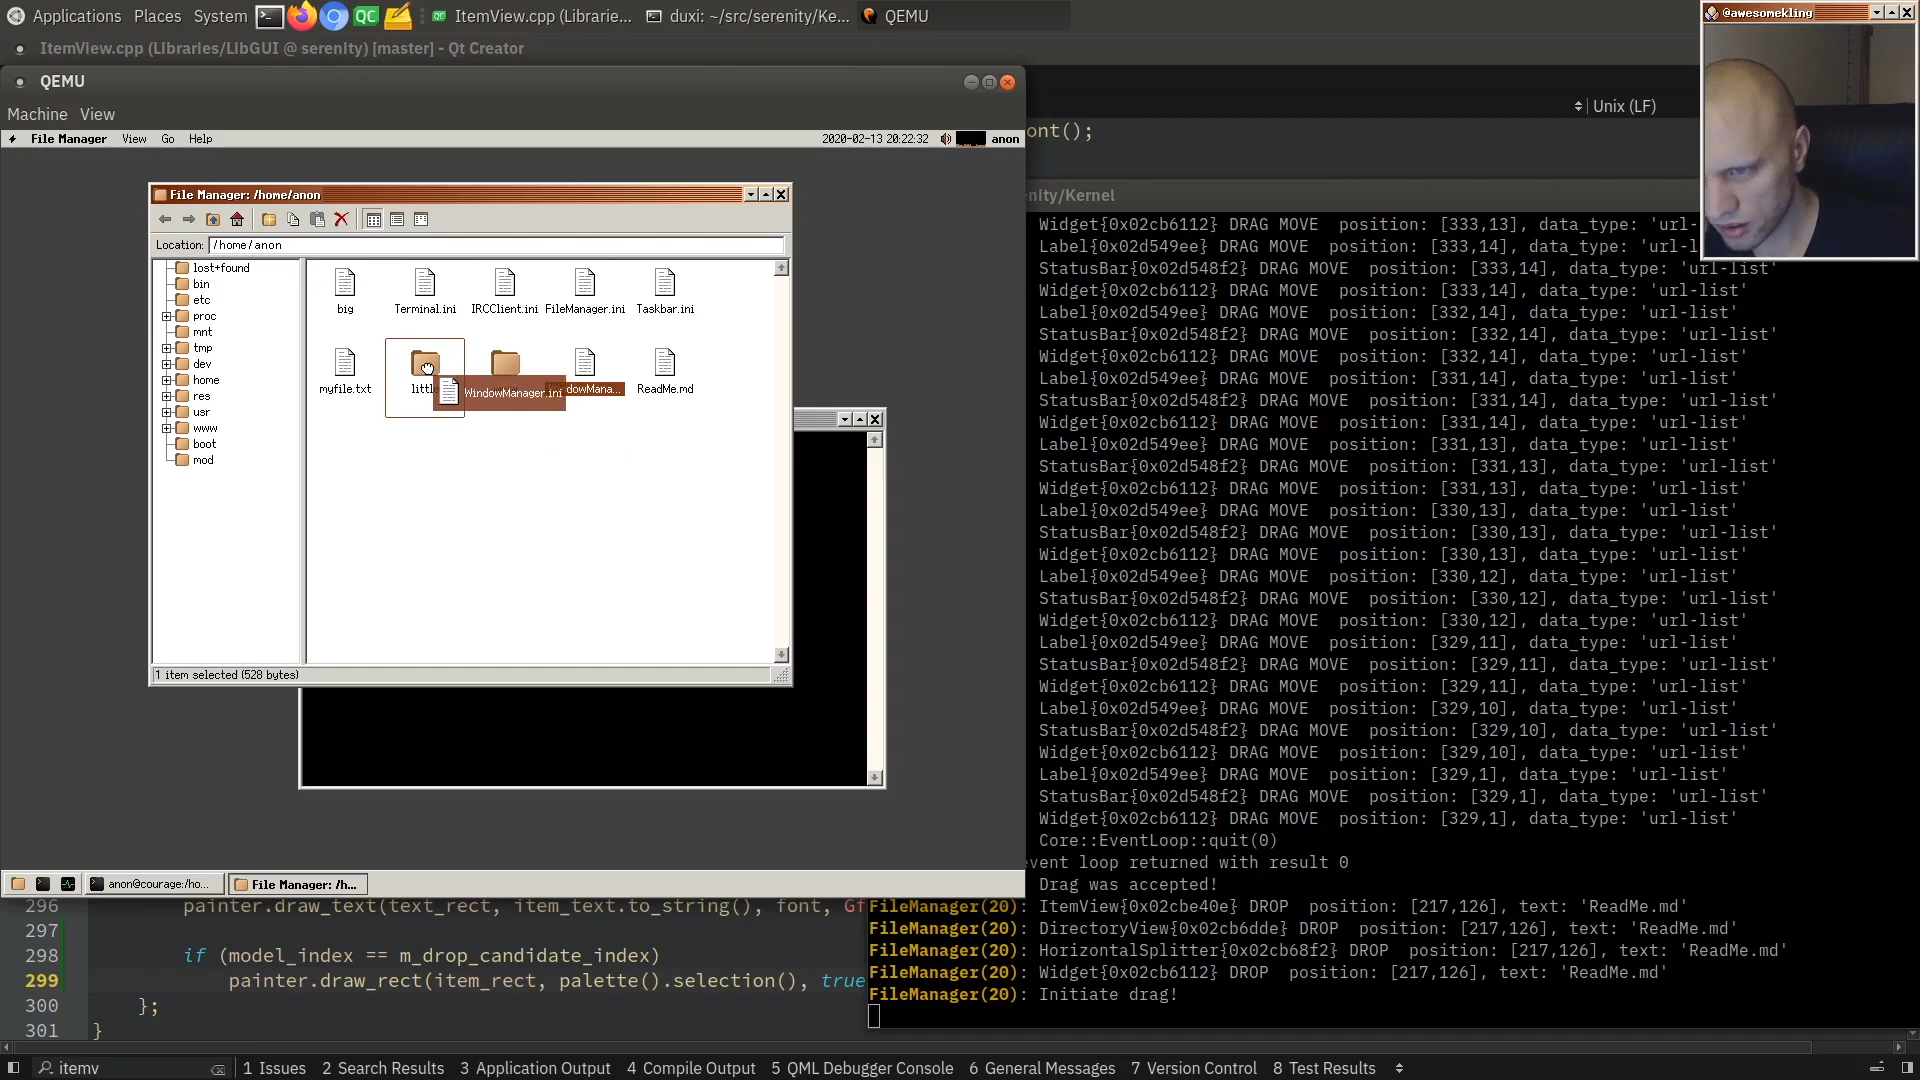 Applications Places System
ItemView.cpp (Librarie...
duxi: ~/src/serenity/Ke...
QEMU
@awesomekling
ItemView.cpp (Libraries/LibGUI @ serenity) [master] - Qt Creator
QEMU
Machine View
Unix (LF)
ont();
File Manager View Go Help
2020-02-13 20:22:32
anon
File Manager: /home/anon
Location: /home/anon
lost+found
bin
etc
proc
mnt
tmp
dev
home
res
usr
www
boot
mod
big
Terminal.ini
IRCClient.ini
FileManager.ini
Taskbar.ini
myfile.txt
littl
WindowManager.ini
dowMana...
ReadMe.md
1 item selected (528 bytes)
anon@courage:/ho...
File Manager: /h...
nity/Kernel
Widget{0x02cb6112} DRAG MOVE position: [333,13], data_type: 'url-
Label{0x02d549ee} DRAG MOVE position: [333,14], data_type: 'url-l
StatusBar{0x02d548f2} DRAG MOVE position: [333,14], data_type: 'url-list'
Widget{0x02cb6112} DRAG MOVE position: [333,14], data_type: 'url-list'
Label{0x02d549ee} DRAG MOVE position: [332,14], data_type: 'url-list'
StatusBar{0x02d548f2} DRAG MOVE position: [332,14], data_type: 'url-list'
Widget{0x02cb6112} DRAG MOVE position: [332,14], data_type: 'url-list'
Label{0x02d549ee} DRAG MOVE position: [331,14], data_type: 'url-list'
StatusBar{0x02d548f2} DRAG MOVE position: [331,14], data_type: 'url-list'
Widget{0x02cb6112} DRAG MOVE position: [331,14], data_type: 'url-list'
Label{0x02d549ee} DRAG MOVE position: [331,13], data_type: 'url-list'
StatusBar{0x02d548f2} DRAG MOVE position: [331,13], data_type: 'url-list'
Widget{0x02cb6112} DRAG MOVE position: [331,13], data_type: 'url-list'
Label{0x02d549ee} DRAG MOVE position: [330,13], data_type: 'url-list'
StatusBar{0x02d548f2} DRAG MOVE position: [330,13], data_type: 'url-list'
Widget{0x02cb6112} DRAG MOVE position: [330,13], data_type: 'url-list'
Label{0x02d549ee} DRAG MOVE position: [330,12], data_type: 'url-list'
StatusBar{0x02d548f2} DRAG MOVE position: [330,12], data_type: 'url-list'
Widget{0x02cb6112} DRAG MOVE position: [330,12], data_type: 'url-list'
Label{0x02d549ee} DRAG MOVE position: [329,11], data_type: 'url-list'
StatusBar{0x02d548f2} DRAG MOVE position: [329,11], data_type: 'url-list'
Widget{0x02cb6112} DRAG MOVE position: [329,11], data_type: 'url-list'
Label{0x02d549ee} DRAG MOVE position: [329,10], data_type: 'url-list'
StatusBar{0x02d548f2} DRAG MOVE position: [329,10], data_type: 'url-list'
Widget{0x02cb6112} DRAG MOVE position: [329,10], data_type: 'url-list'
Label{0x02d549ee} DRAG MOVE position: [329,1], data_type: 'url-list'
StatusBar{0x02d548f2} DRAG MOVE position: [329,1], data_type: 'url-list'
Widget{0x02cb6112} DRAG MOVE position: [329,1], data_type: 'url-list'
Core::EventLoop::quit(0)
event loop returned with result 0
Drag was accepted!
FileManager(20): ItemView{0x02cbe40e} DROP position: [217,126], text: 'ReadMe.md'
FileManager(20): DirectoryView{0x02cb6dde} DROP position: [217,126], text: 'ReadMe.md'
FileManager(20): HorizontalSplitter{0x02cb68f2} DROP position: [217,126], text: 'ReadMe.md'
FileManager(20): Widget{0x02cb6112} DROP position: [217,126], text: 'ReadMe.md'
FileManager(20): Initiate drag!
296 painter.draw_text(text_rect, item_text.to_string(), font, Gf
297
298 if (model_index == m_drop_candidate_index)
299 painter.draw_rect(item_rect, palette().selection(), true
300 };
301 }
itemv
1 Issues 2 Search Results 3 Application Output 4 Compile Output 5 QML Debugger Console 6 General Messages 7 Version Control 8 Test Results